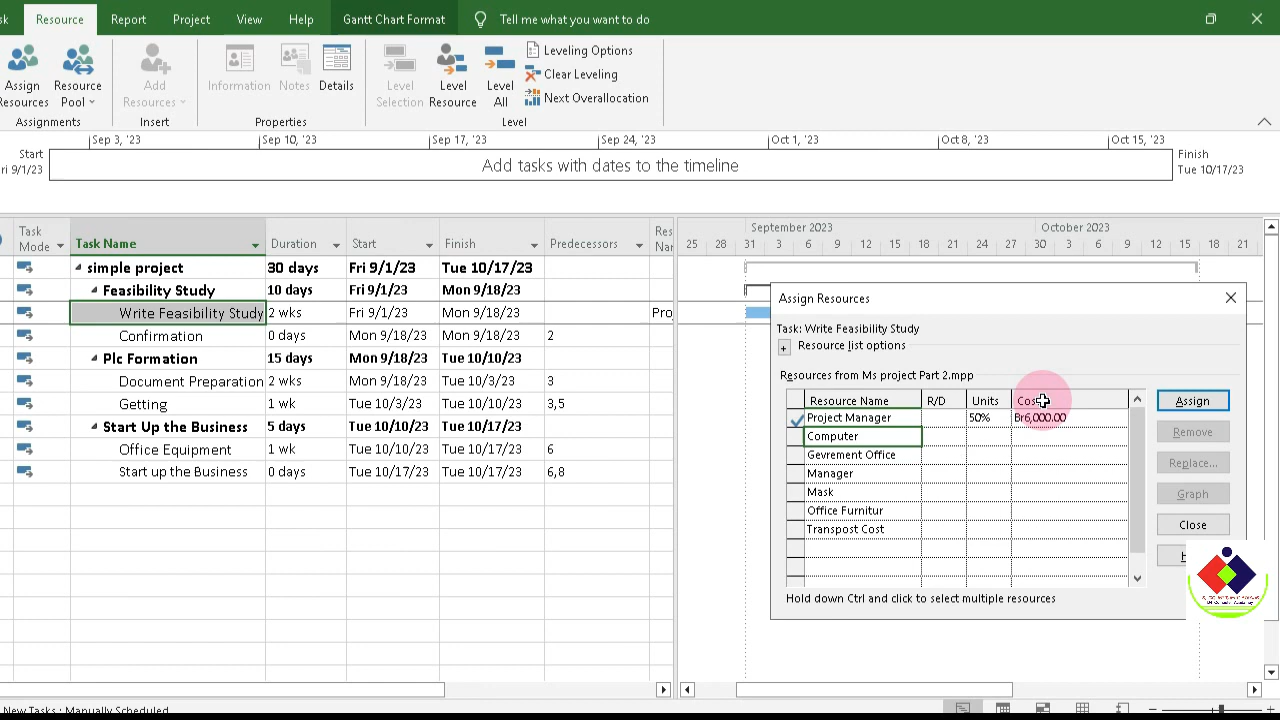 sk Resource Report Project View Help Gantt Chart Format Tell me what you want to do
Assign Resources
Resource Pool
Add Resources
Information
Notes
Details
Level Selection
Level Resource
Level All
Leveling Options
Clear Leveling
Next Overallocation
Assignments Insert Properties Level
Sep 3, '23 Sep 10, '23 Sep 17, '23 Sep 24, '23 Oct 1, '23 Oct 8, '23 Oct 15, '23
Start
ri 9/1/23
Add tasks with dates to the timeline
Finish
Tue 10/17/23
Task Mode Task Name Duration Start Finish Predecessors Res Nar
September 2023 October 2023
25 28 31 3 6 9 12 15 18 21 24 27 30 3 6 9 12 15 18 21
simple project 30 days Fri 9/1/23 Tue 10/17/23
Feasibility Study 10 days Fri 9/1/23 Mon 9/18/23
Write Feasibility Study 2 wks Fri 9/1/23 Mon 9/18/23 Pro
Confirmation 0 days Mon 9/18/23 Mon 9/18/23 2
Plc Formation 15 days Mon 9/18/23 Tue 10/10/23
Document Preparation 2 wks Mon 9/18/23 Tue 10/3/23 3
Getting 1 wk Tue 10/3/23 Tue 10/10/23 3,5
Start Up the Business 5 days Tue 10/10/23 Tue 10/17/23
Office Equipment 1 wk Tue 10/10/23 Tue 10/17/23 6
Start up the Business 0 days Tue 10/17/23 Tue 10/17/23 6,8
Assign Resources
Task: Write Feasibility Study
+ Resource list options
Resources from Ms project Part 2.mpp
Resource Name R/D Units Cost
Project Manager 50% Br6,000.00
Computer
Gevrement Office
Manager
Mask
Office Furnitur
Transpost Cost
Assign
Remove
Replace...
Graph
Close
H
Hold down Ctrl and click to select multiple resources
New Tasks : Manually Scheduled